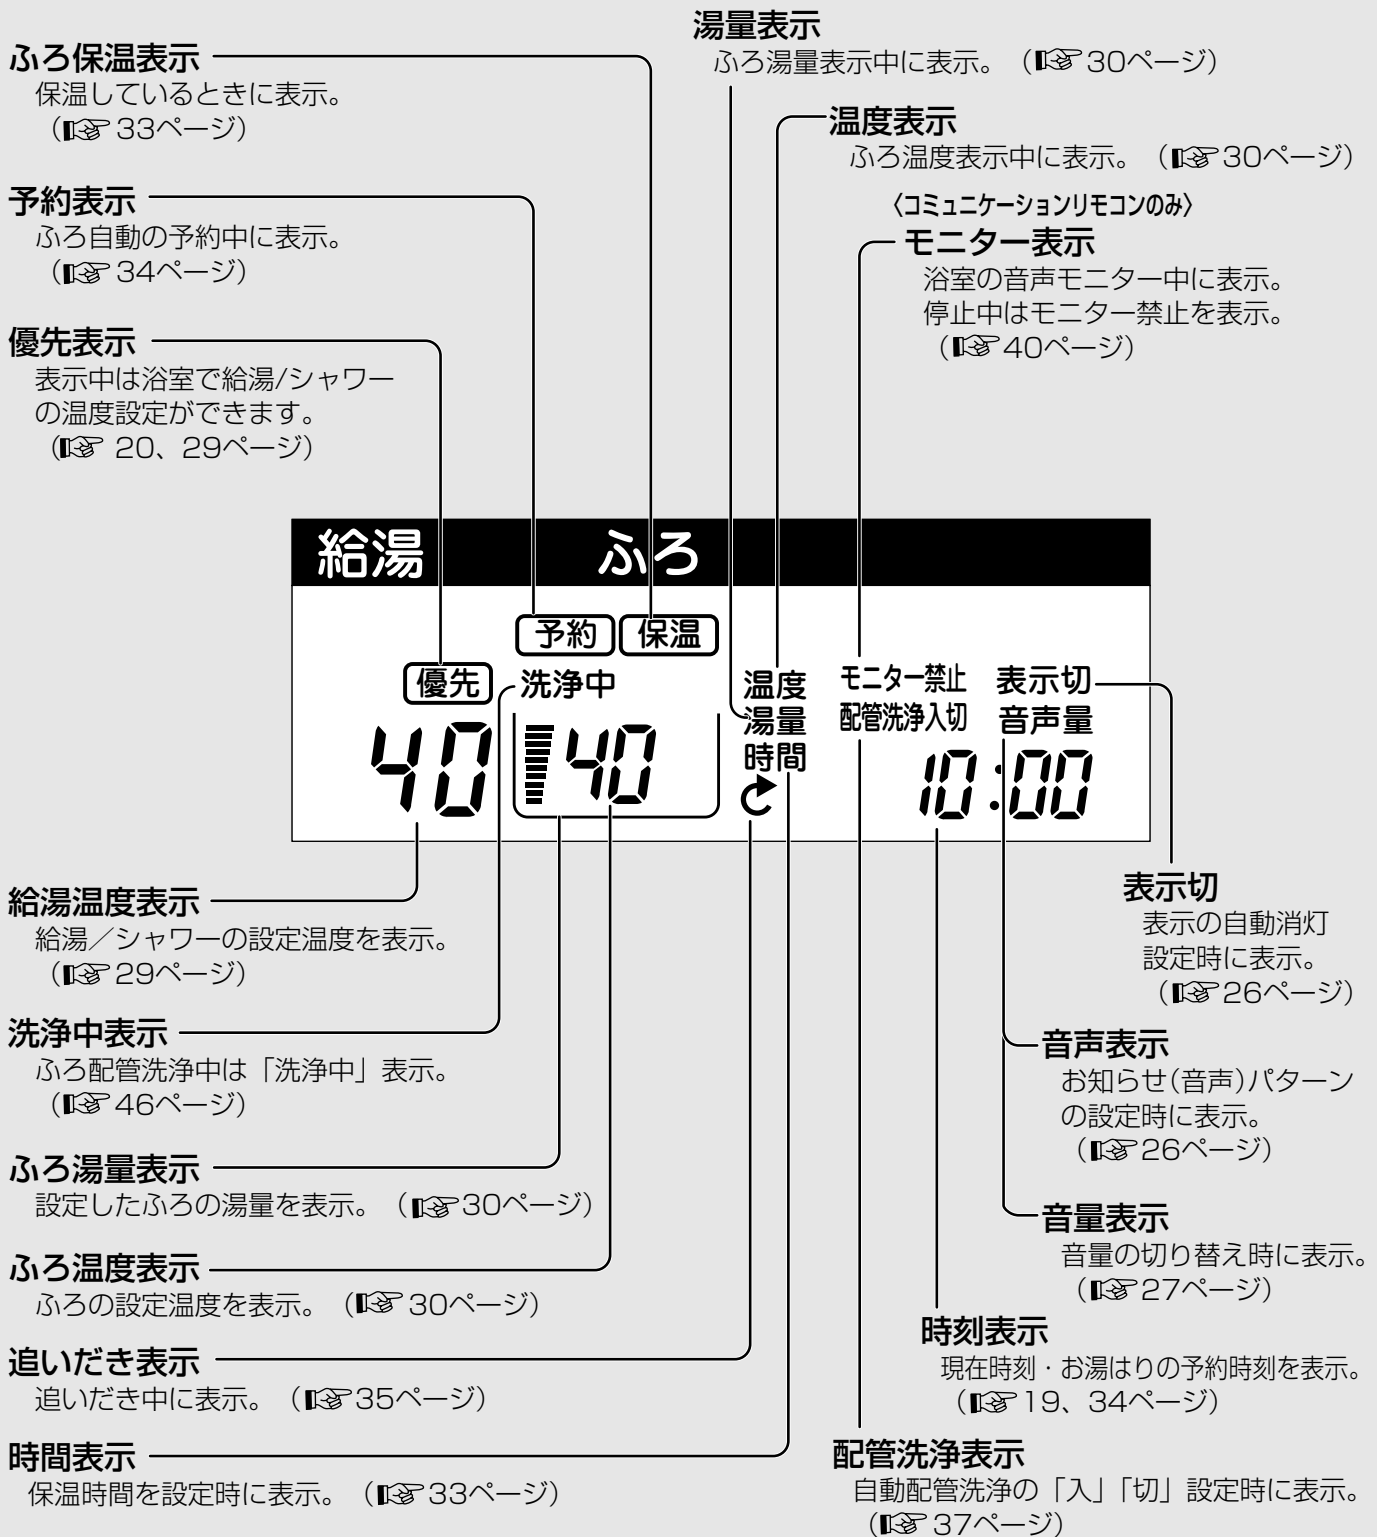 湯量表示
ふろ湯量表示中に表示。（☞30ページ）
ふろ保温表示
保温しているときに表示。
（☞33ページ）
温度表示
ふろ温度表示中に表示。（☞30ページ）
予約表示
ふろ自動の予約中に表示。
（☞34ページ）
〈コミュニケーションリモコンのみ〉
モニター表示
浴室の音声モニター中に表示。
停止中はモニター禁止を表示。
（☞40ページ）
優先表示
表示中は浴室で給湯/シャワー
の温度設定ができます。
（☞20、29ページ）
給湯 ふろ
予約 保温
優先 洗浄中 温度 モニター禁止 表示切
湯量 配管洗浄入切 音声量
時間
40 40 10:00
給湯温度表示
給湯／シャワーの設定温度を表示。
（☞29ページ）
洗浄中表示
ふろ配管洗浄中は「洗浄中」表示。
（☞46ページ）
ふろ湯量表示
設定したふろの湯量を表示。（☞30ページ）
ふろ温度表示
ふろの設定温度を表示。（☞30ページ）
追いだき表示
追いだき中に表示。（☞35ページ）
時間表示
保温時間を設定時に表示。（☞33ページ）
表示切
表示の自動消灯
設定時に表示。
（☞26ページ）
音声表示
お知らせ(音声)パターン
の設定時に表示。
（☞26ページ）
音量表示
音量の切り替え時に表示。
（☞27ページ）
時刻表示
現在時刻・お湯はりの予約時刻を表示。
（☞19、34ページ）
配管洗浄表示
自動配管洗浄の「入」「切」設定時に表示。
（☞37ページ）